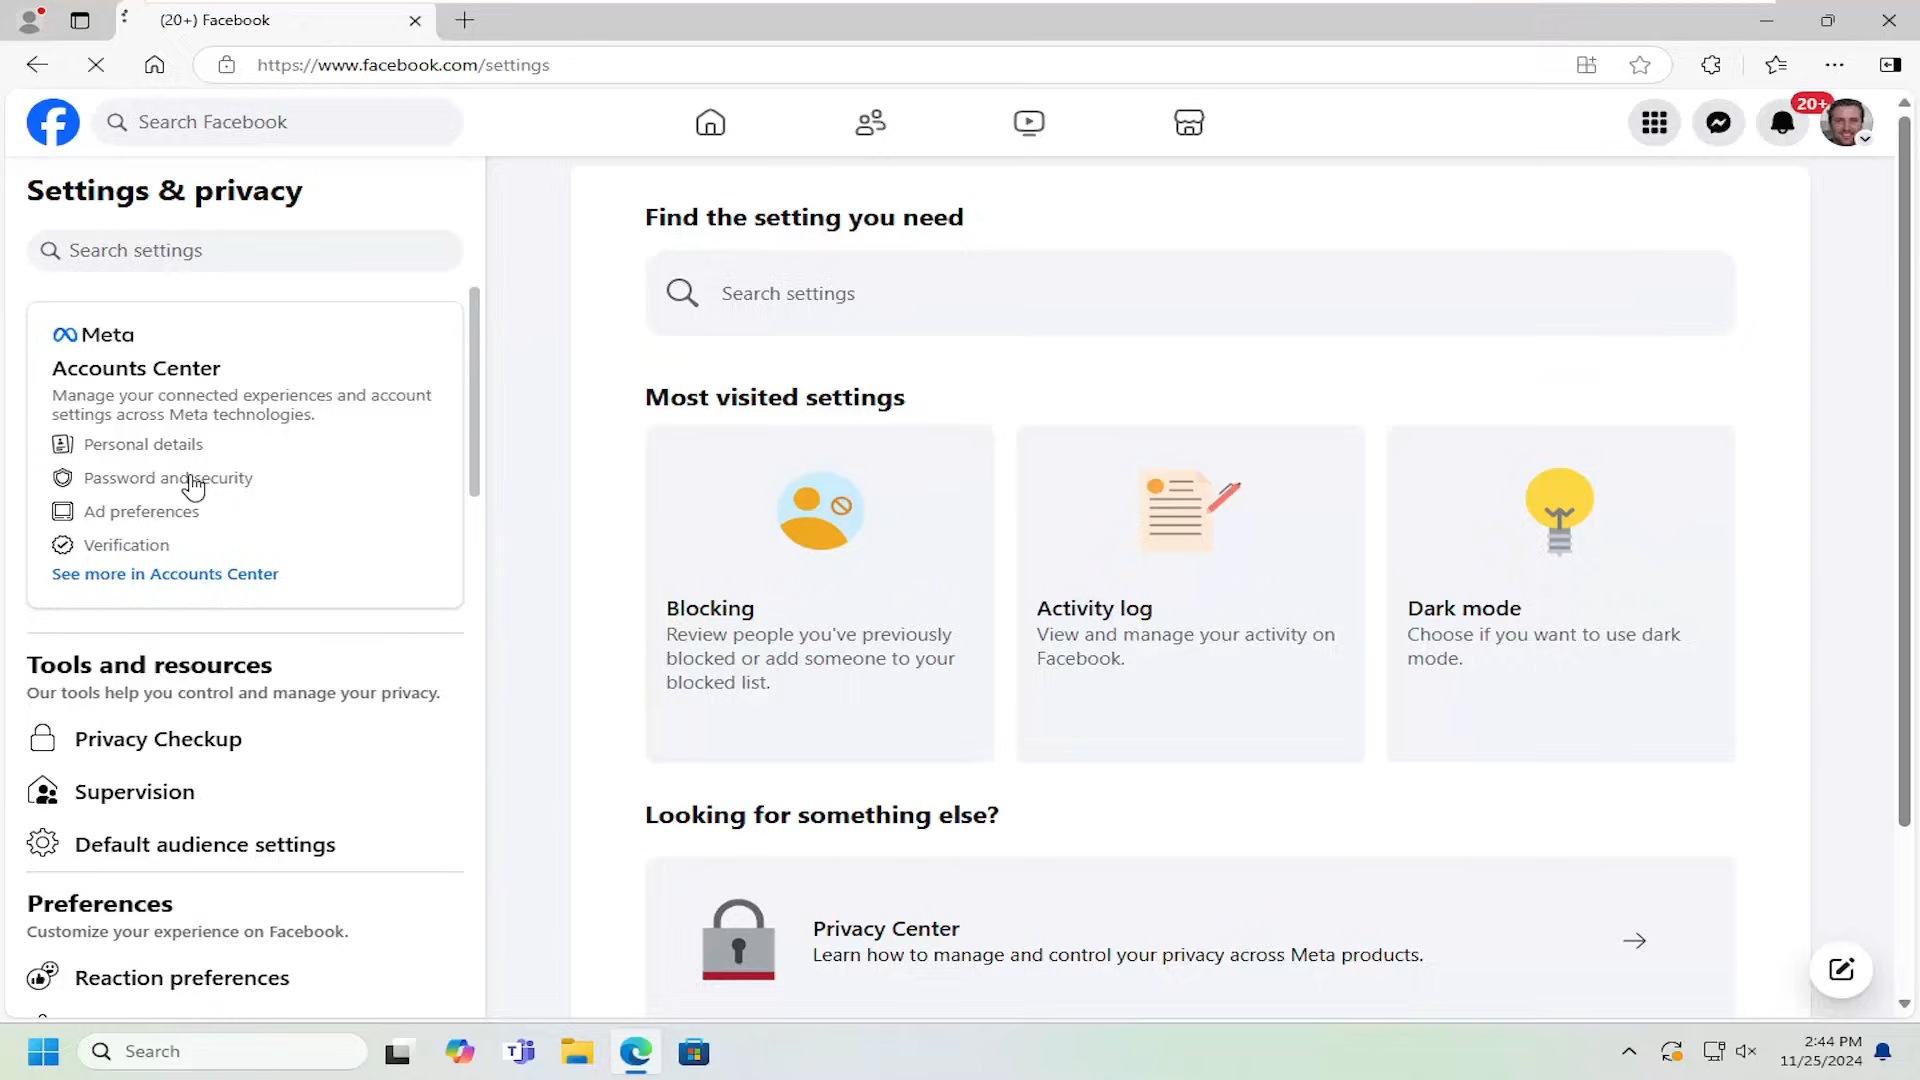 (20+) Facebook
https://www.facebook.com/settings
Search Facebook
20+
Settings & privacy
Search settings
Meta
Accounts Center
Manage your connected experiences and account
settings across Meta technologies.
Personal details
Password and security
Ad preferences
Verification
See more in Accounts Center
Tools and resources
Our tools help you control and manage your privacy.
Privacy Checkup
Supervision
Default audience settings
Preferences
Customize your experience on Facebook.
Reaction preferences
Find the setting you need
Search settings
Most visited settings
Blocking
Review people you've previously
blocked or add someone to your
blocked list.
Activity log
View and manage your activity on
Facebook.
Dark mode
Choose if you want to use dark
mode.
Looking for something else?
Privacy Center
Learn how to manage and control your privacy across Meta products.
Search
2:44 PM
11/25/2024